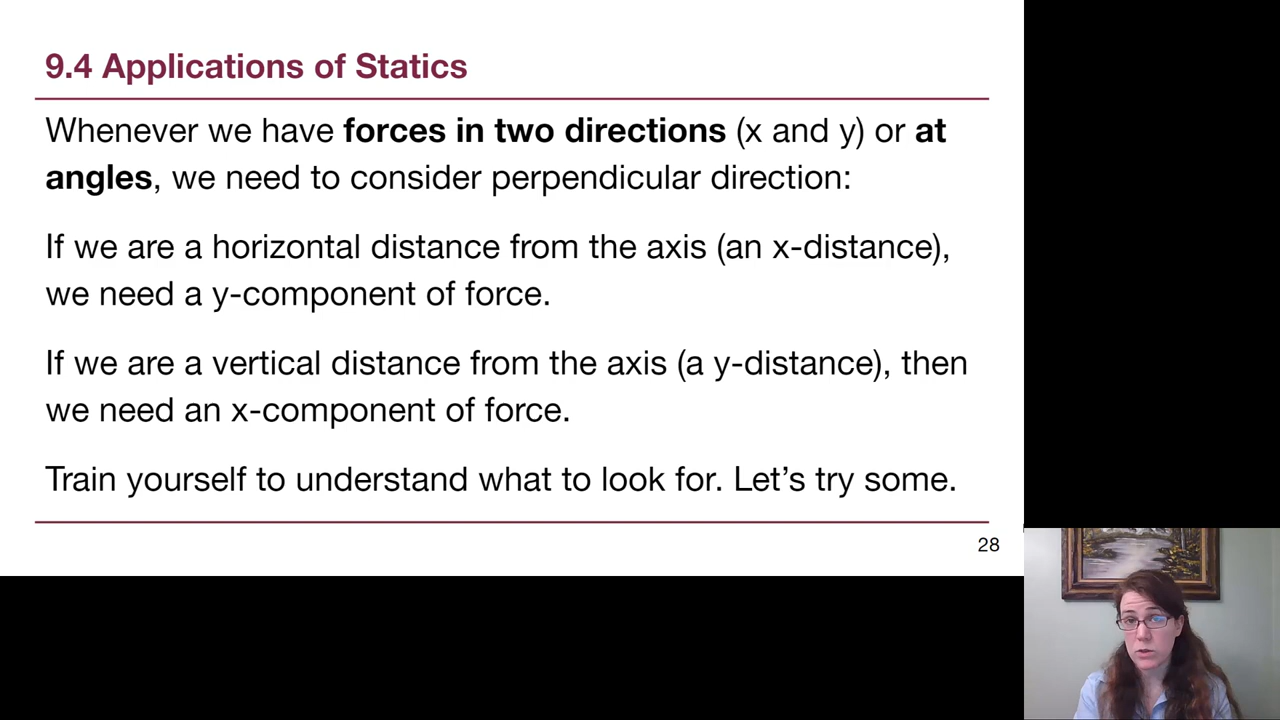 9.4 Applications of Statics
Whenever we have forces in two directions (x and y) or at
angles, we need to consider perpendicular direction:
If we are a horizontal distance from the axis (an x-distance),
we need a y-component of force.
If we are a vertical distance from the axis (a y-distance), then
we need an x-component of force.
Train yourself to understand what to look for. Let’s try some.
28